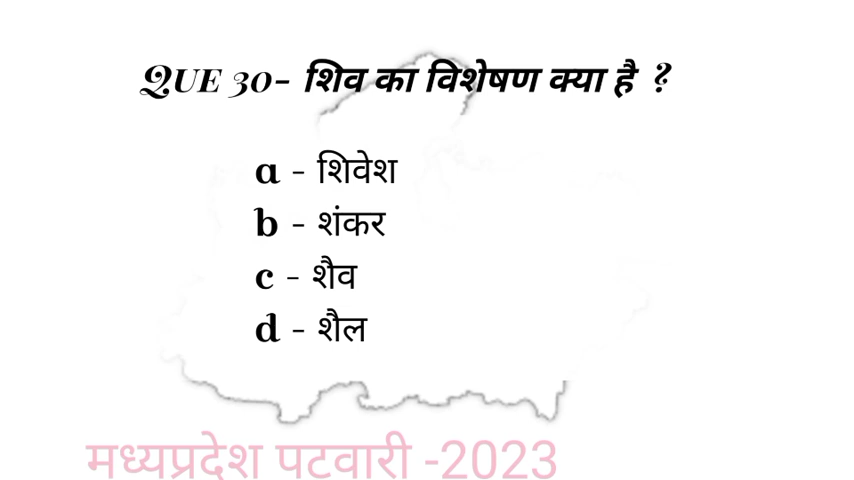 QUE 30- शिव का विशेषण क्या है ?
a - शिवेश
b - शंकर
c - शैव
d - शैल
मध्यप्रदेश पटवारी -2023